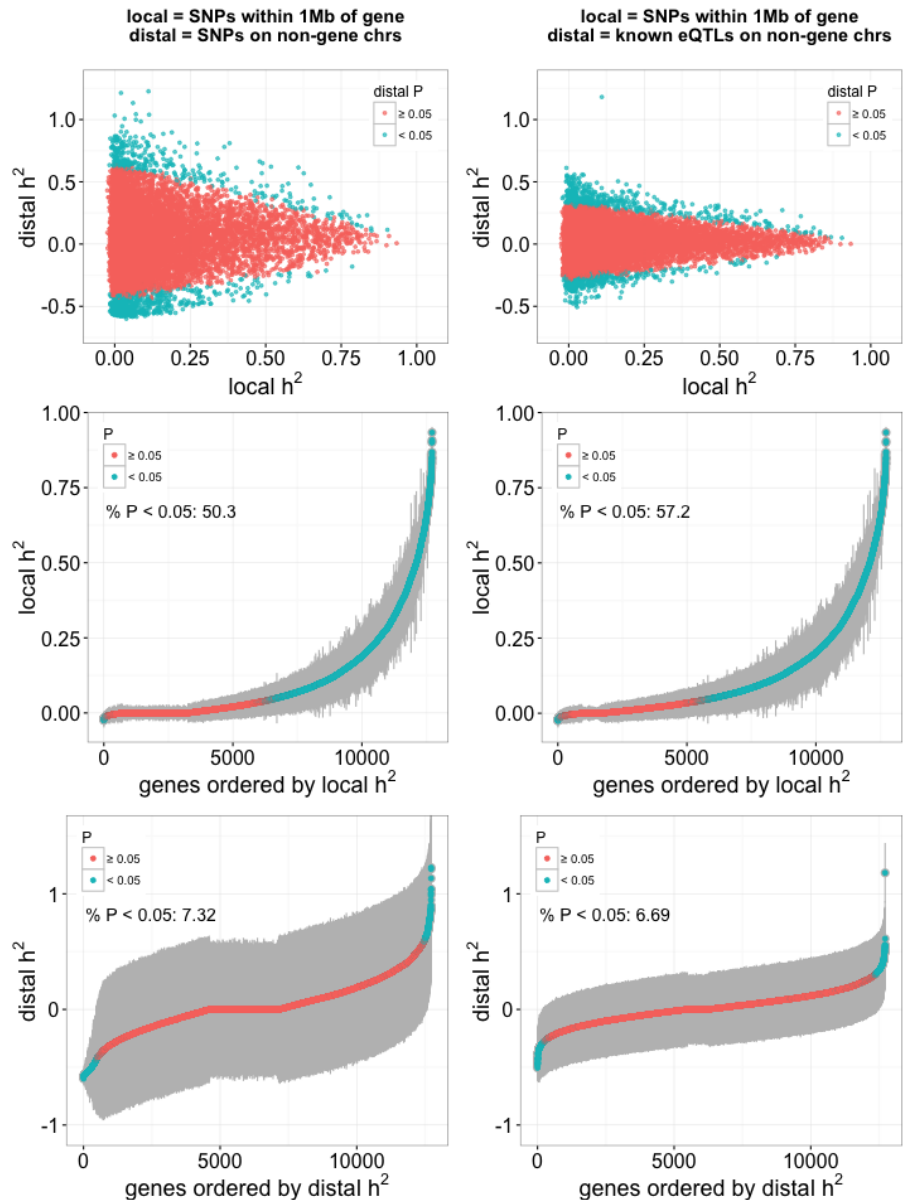 local = SNPs within 1Mb of gene
distal = SNPs on non-gene chrs
local = SNPs within 1Mb of gene
distal = known eQTLs on non-gene chrs
distal P
≥ 0.05
< 0.05
1.0
0.5
0.0
-0.5
distal h²
0.00 0.25 0.50 0.75 1.00
local h²
distal P
≥ 0.05
< 0.05
1.0
0.5
0.0
-0.5
distal h²
0.00 0.25 0.50 0.75 1.00
local h²
P
≥ 0.05
< 0.05
% P < 0.05: 50.3
1.00
0.75
0.50
0.25
0.00
local h²
0 5000 10000
genes ordered by local h²
P
≥ 0.05
< 0.05
% P < 0.05: 57.2
1.00
0.75
0.50
0.25
0.00
local h²
0 5000 10000
genes ordered by local h²
P
≥ 0.05
< 0.05
% P < 0.05: 7.32
1
0
-1
distal h²
0 5000 10000
genes ordered by distal h²
P
≥ 0.05
< 0.05
% P < 0.05: 6.69
1
0
-1
distal h²
0 5000 10000
genes ordered by distal h²